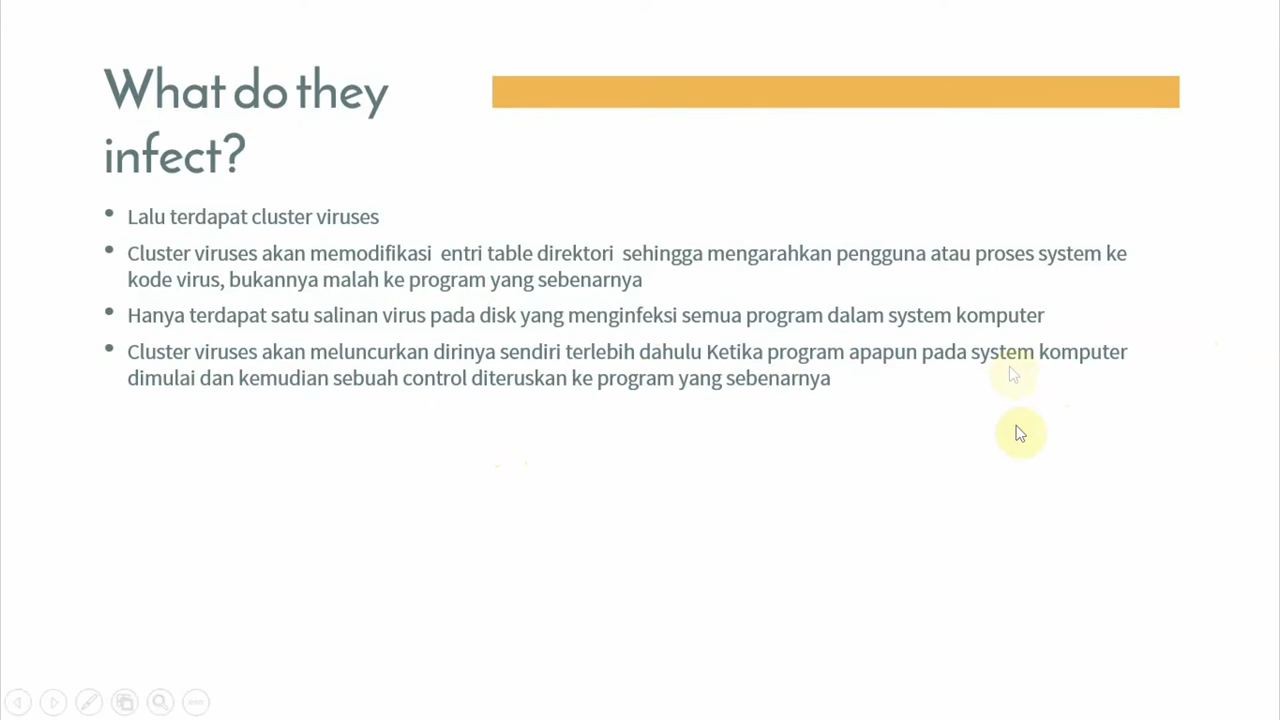 What do they
infect?
• Lalu terdapat cluster viruses
• Cluster viruses akan memodifikasi entri table direktori sehingga mengarahkan pengguna atau proses system ke
kode virus, bukannya malah ke program yang sebenarnya
• Hanya terdapat satu salinan virus pada disk yang menginfeksi semua program dalam system komputer
• Cluster viruses akan meluncurkan dirinya sendiri terlebih dahulu Ketika program apapun pada system komputer
dimulai dan kemudian sebuah control diteruskan ke program yang sebenarnya